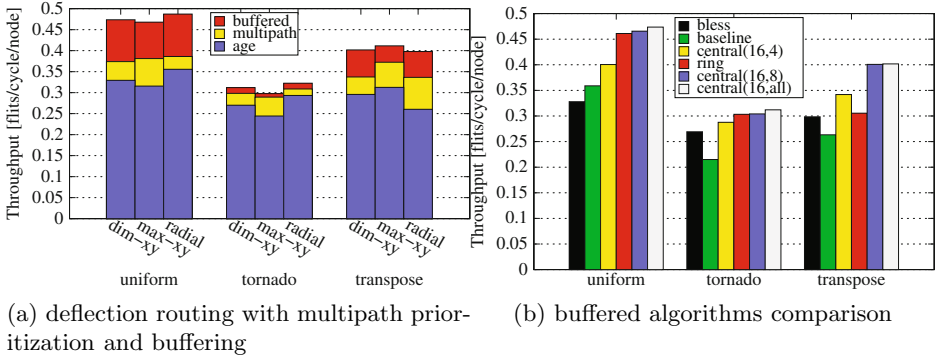 Throughput [flits/cycle/node]
0.5
0.45
0.4
0.35
0.3
0.25
0.2
0.15
0.1
0.05
0
buffered
multipath
age
dim-xy
max-xy
radial
dim-xy
max-xy
radial
dim-xy
max-xy
radial
uniform
tornado
transpose
(a) deflection routing with multipath prior-
itization and buffering
Throughput [flits/cycle/node]
0.5
0.45
0.4
0.35
0.3
0.25
0.2
0.15
0.1
0.05
0
bless
baseline
central(16,4)
ring
central(16,8)
central(16,all)
uniform
tornado
transpose
(b) buffered algorithms comparison